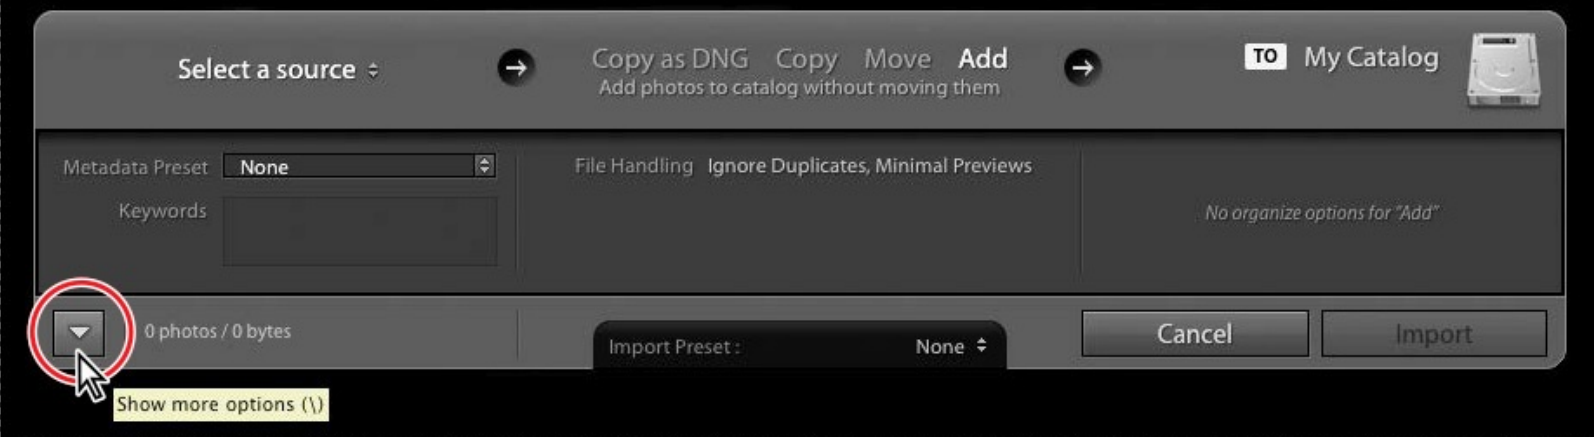 Select a source
Copy as DNG Copy Move Add
Add photos to catalog without moving them
TO My Catalog
Metadata Preset None
Keywords
File Handling Ignore Duplicates, Minimal Previews
No organize options for "Add"
0 photos / 0 bytes
Import Preset : None
Cancel
Import
Show more options (\)